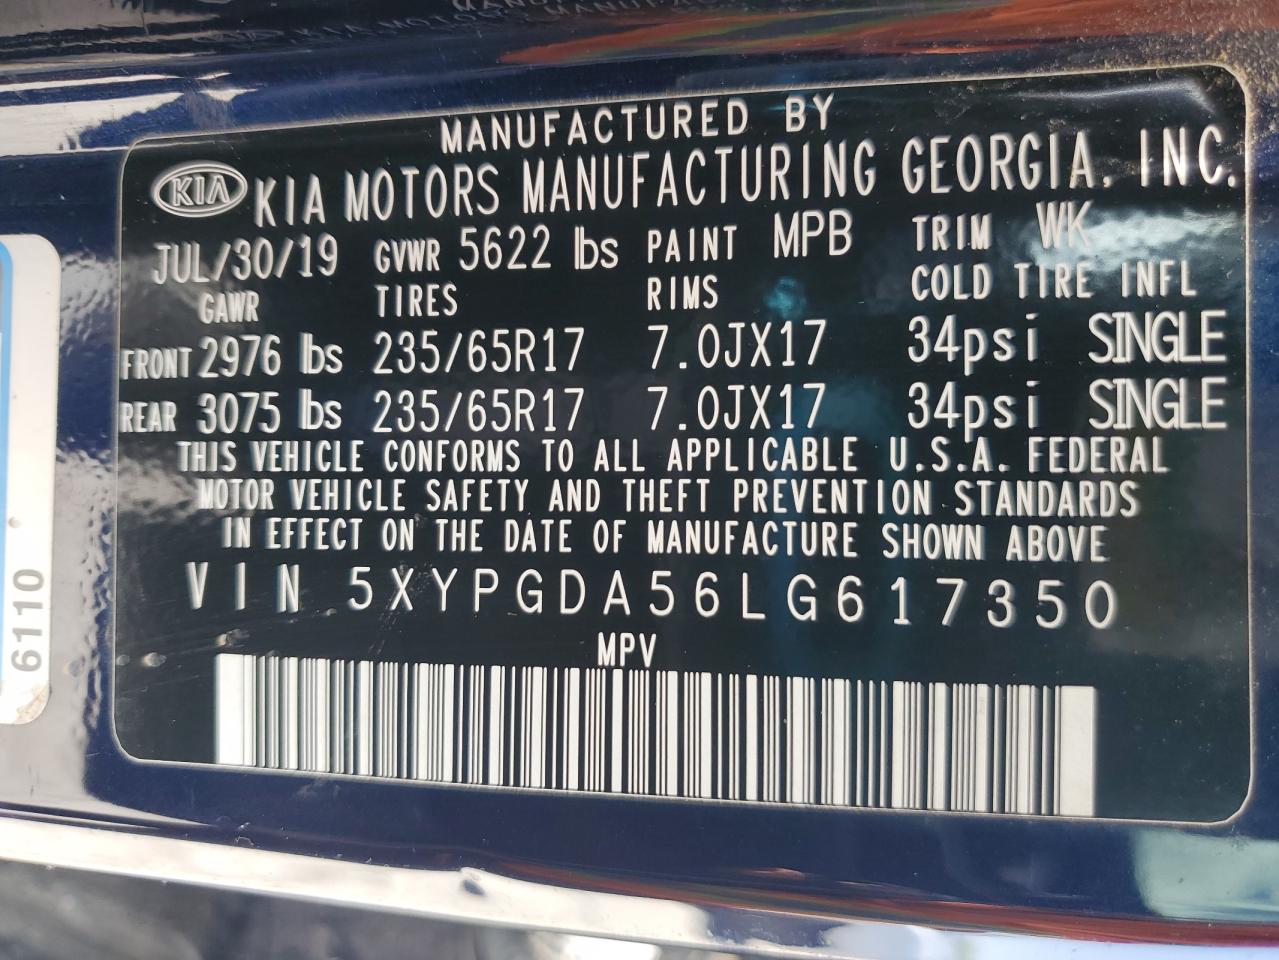 MANUFACTURED BY
KIA KIA MOTORS MANUFACTURING GEORGIA, INC.
JUL/30/19 GVWR 5622 lbs PAINT MPB TRIM WK
GAWR TIRES RIMS COLD TIRE INFL
FRONT 2976 lbs 235/65R17 7.0JX17 34psi SINGLE
REAR 3075 lbs 235/65R17 7.0JX17 34psi SINGLE
THIS VEHICLE CONFORMS TO ALL APPLICABLE U.S.A. FEDERAL
MOTOR VEHICLE SAFETY AND THEFT PREVENTION STANDARDS
IN EFFECT ON THE DATE OF MANUFACTURE SHOWN ABOVE
VIN 5XYPGDA56LG617350
MPV
6110